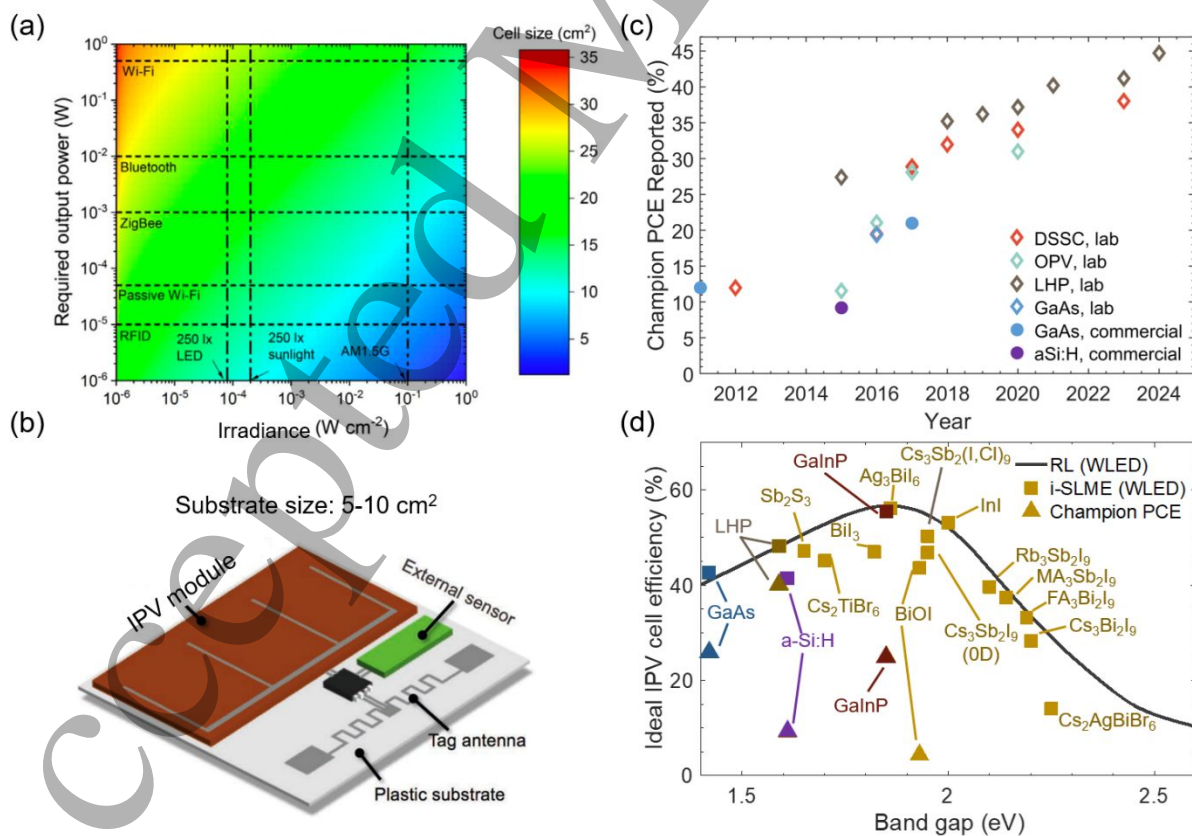 (a)
Cell size (cm²)
10⁰
10⁻¹
10⁻²
10⁻³
10⁻⁴
10⁻⁵
10⁻⁶
Required output power (W)
Wi-Fi
Bluetooth
ZigBee
Passive Wi-Fi
RFID
250 lx
LED
250 lx
sunlight
AM1.5G
10⁻⁶
10⁻⁵
10⁻⁴
10⁻³
10⁻²
10⁻¹
10⁰
Irradiance (W cm⁻²)
35
30
25
20
15
10
5
(b)
Substrate size: 5-10 cm²
IPV module
External sensor
Tag antenna
Plastic substrate
(c)
Champion PCE Reported (%)
45
40
35
30
25
20
15
10
5
0
DSSC, lab
OPV, lab
LHP, lab
GaAs, lab
GaAs, commercial
aSi:H, commercial
2012
2014
2016
2018
2020
2022
2024
Year
(d)
Ideal IPV cell efficiency (%)
60
40
20
0
RL (WLED)
i-SLME (WLED)
Champion PCE
Cs₃Sb₂(I,Cl)₉
GaInP
Ag₃BiI₆
Sb₂S₃
InI
LHP
BiI₃
Rb₃Sb₂I₉
MA₃Sb₂I₉
FA₃Bi₂I₉
Cs₃Bi₂I₉
Cs₂TiBr₆
GaAs
a-Si:H
BiOI
Cs₃Sb₂I₉
(0D)
GaInP
Cs₂AgBiBr₆
1.5
2
2.5
Band gap (eV)
ccepted M